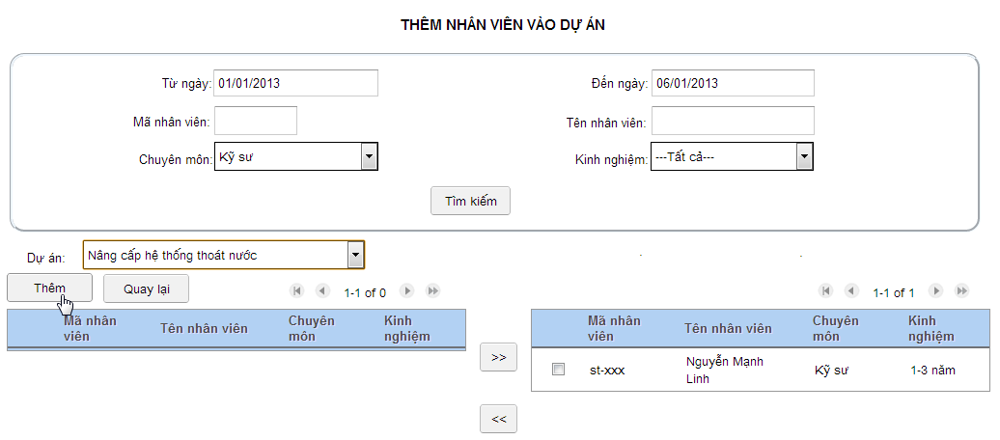 THÊM NHÂN VIÊN VÀO DỰ ÁN
Từ ngày: 01/01/2013 Đến ngày: 06/01/2013
Mã nhân viên: Tên nhân viên:
Chuyên môn: Kỹ sư Kinh nghiệm: ---Tất cả---
Tìm kiếm
Dự án: Nâng cấp hệ thống thoát nước
Thêm Quay lại 1-1 of 0 1-1 of 1
Mã nhân viên Tên nhân viên Chuyên môn Kinh nghiệm
>>
<<
Mã nhân viên Tên nhân viên Chuyên môn Kinh nghiệm
st-xxx Nguyễn Mạnh Linh Kỹ sư 1-3 năm